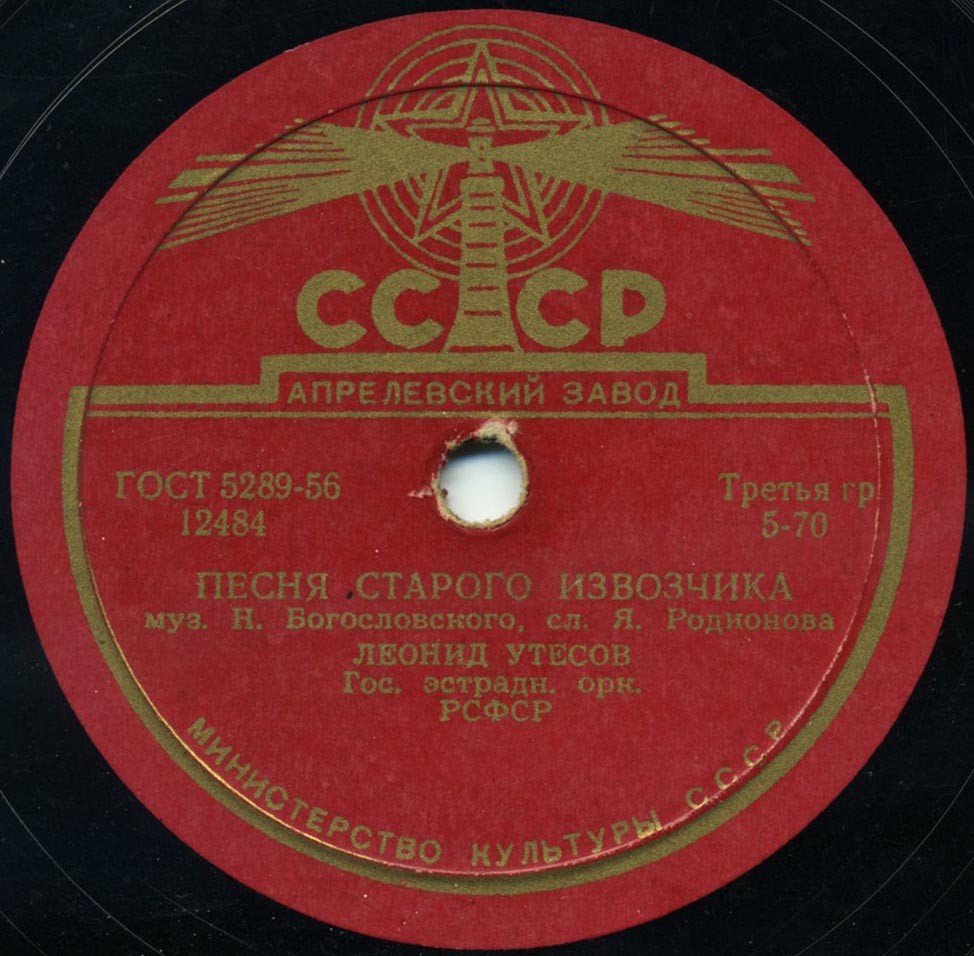 СССР
АПРЕЛЕВСКИЙ ЗАВОД
ГОСТ 5289-56
12484
Третья гр
5-70
ПЕСНЯ СТАРОГО ИЗВОЗЧИКА
муз. Н. Богословского, сл. Я. Родионова
ЛЕОНИД УТЕСОВ
Гос. эстрадн. орк.
РСФСР
МИНИСТЕРСТВО КУЛЬТУРЫ СССР